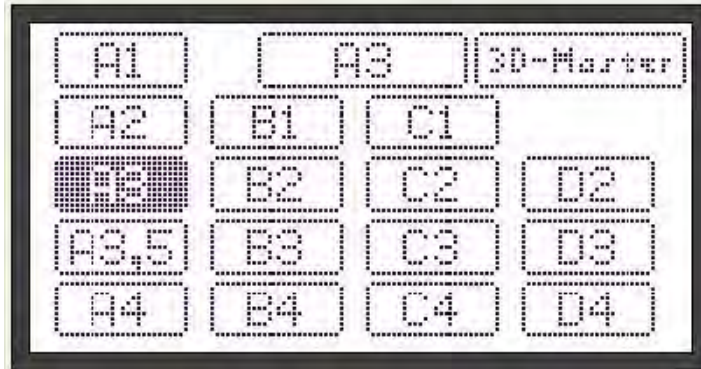 A1 A3 3D-Master
A2 B1 C1
A3 B2 C2 D2
A3,5 B3 C3 D3
A4 B4 C4 D4